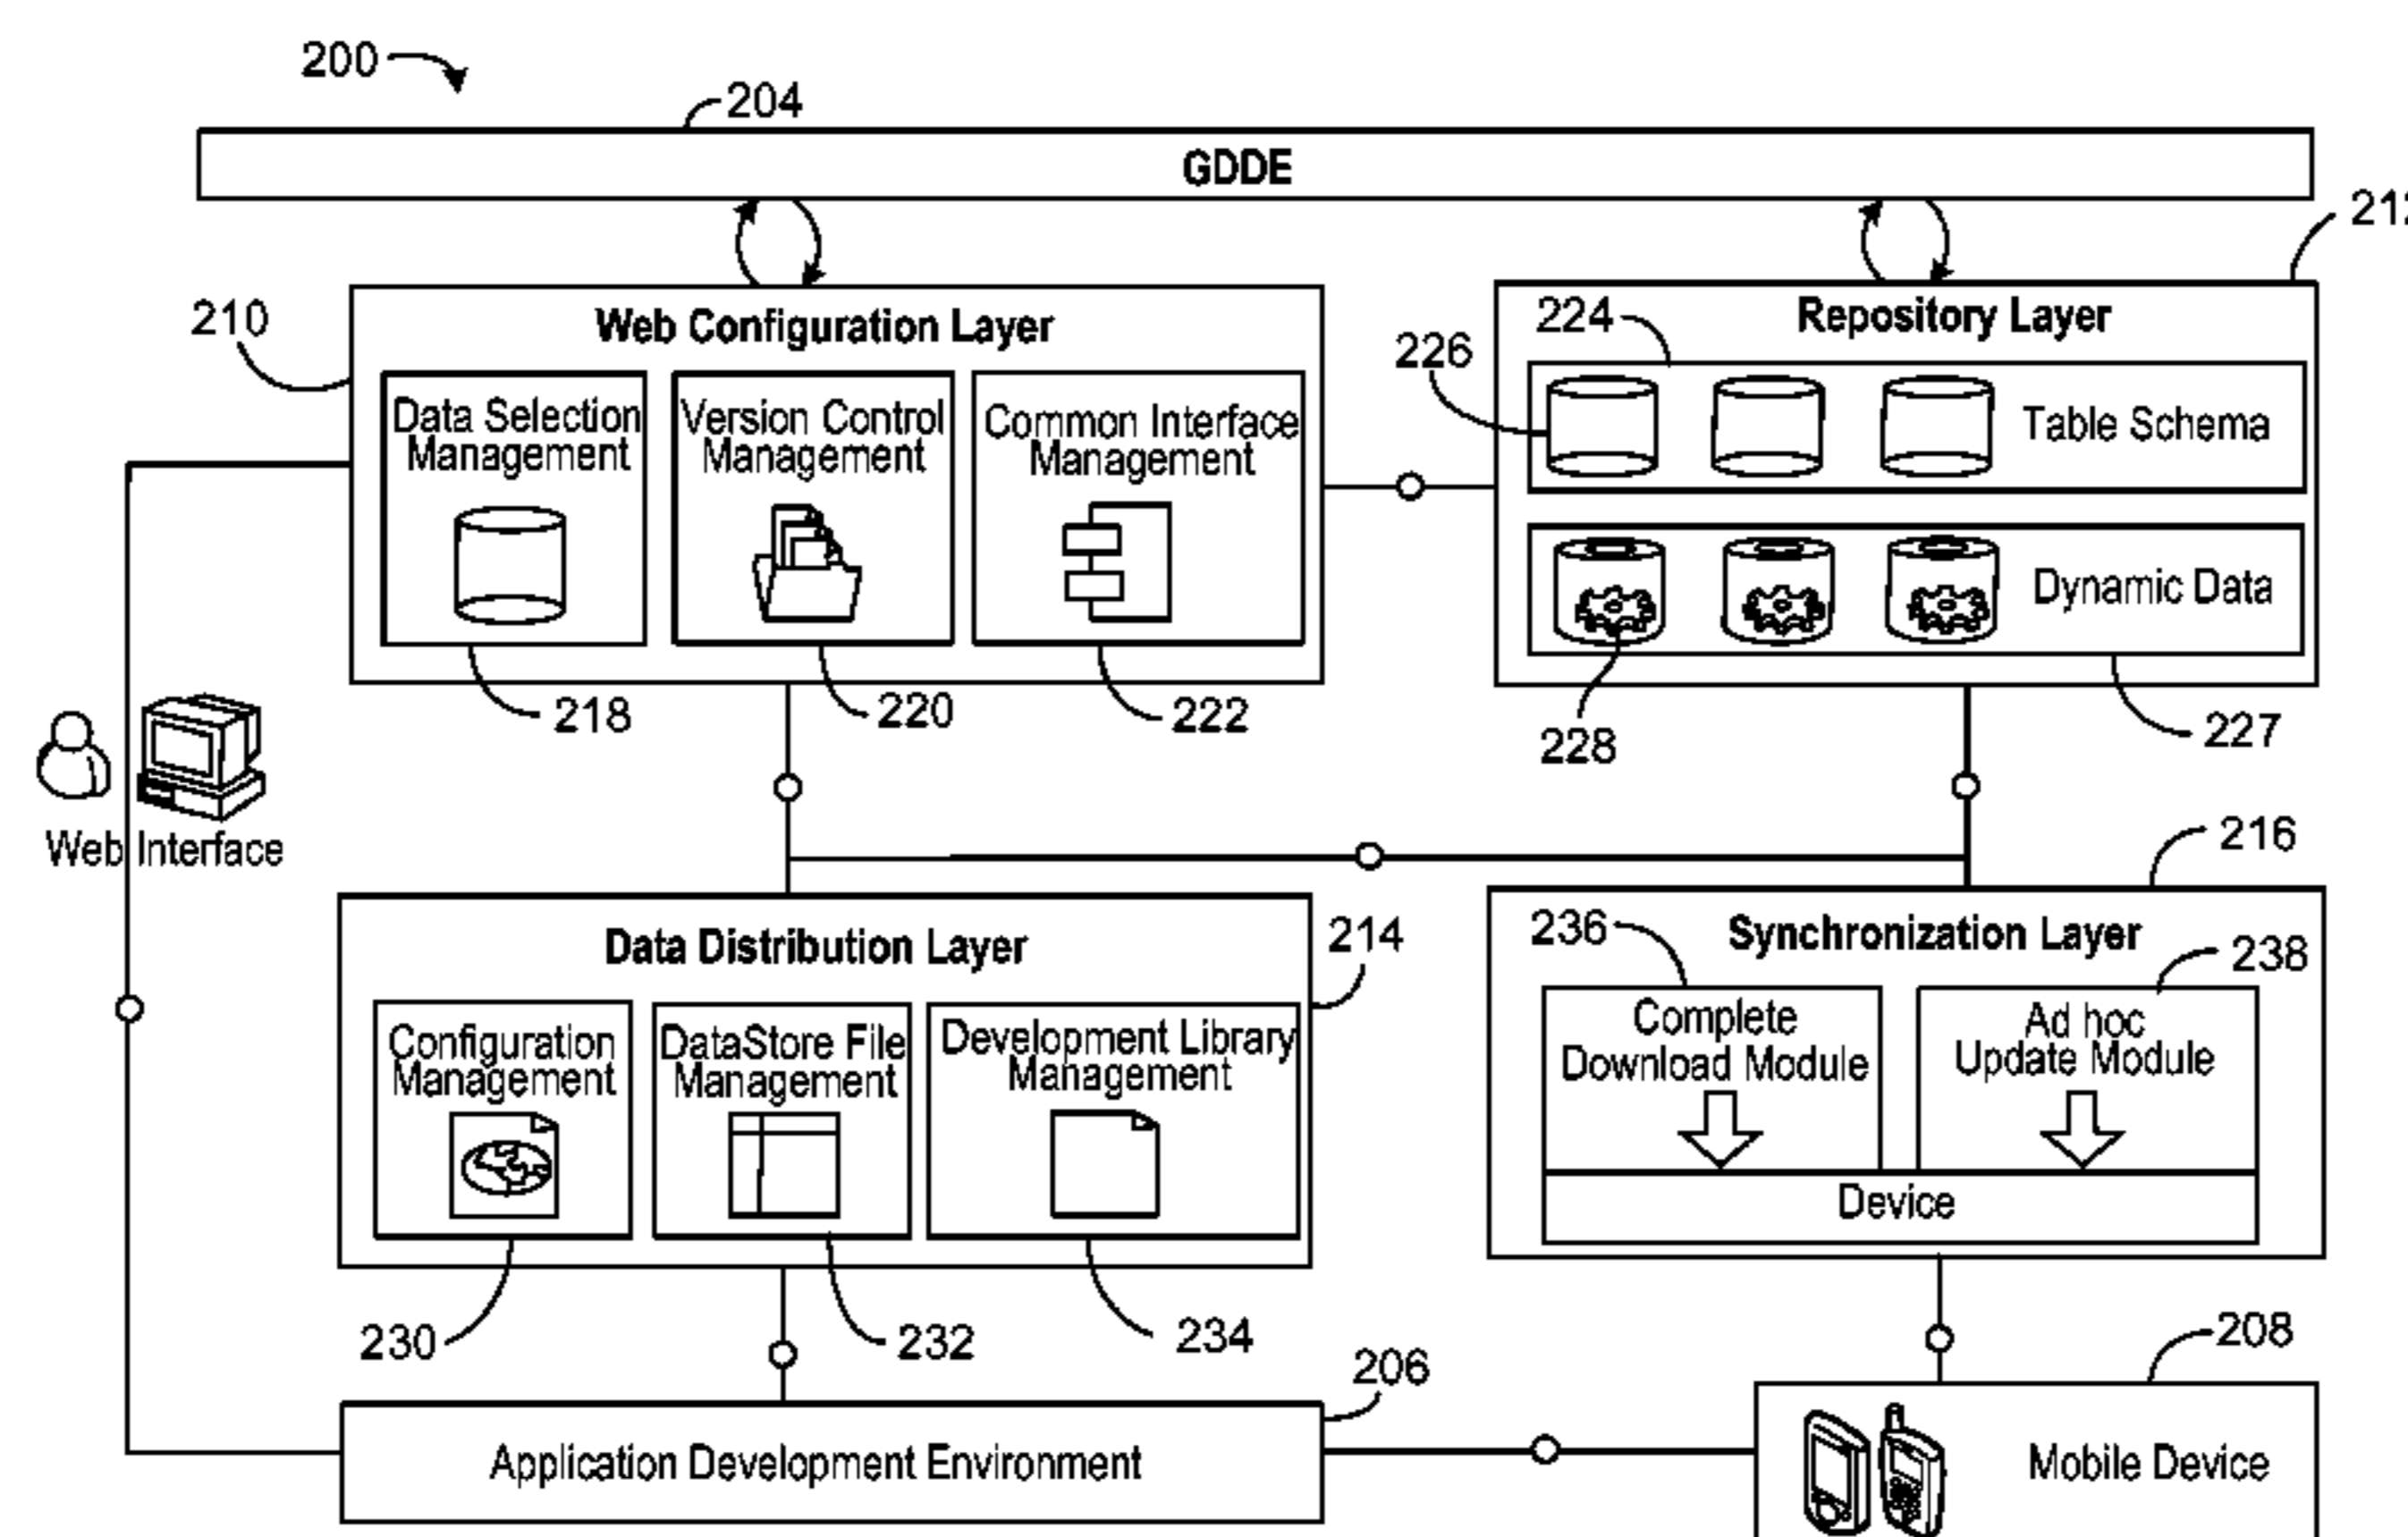 200
204
GDDE
212
210
Web Configuration Layer
224
Repository Layer
226
Data Selection
Management
Version Control
Management
Common Interface
Management
Table Schema
Dynamic Data
218
220
222
228
227
Web Interface
216
Data Distribution Layer
214
236
Synchronization Layer
238
Configuration
Management
DataStore File
Management
Development Library
Management
Complete
Download Module
Ad hoc
Update Module
Device
230
232
234
206
208
Application Development Environment
Mobile Device